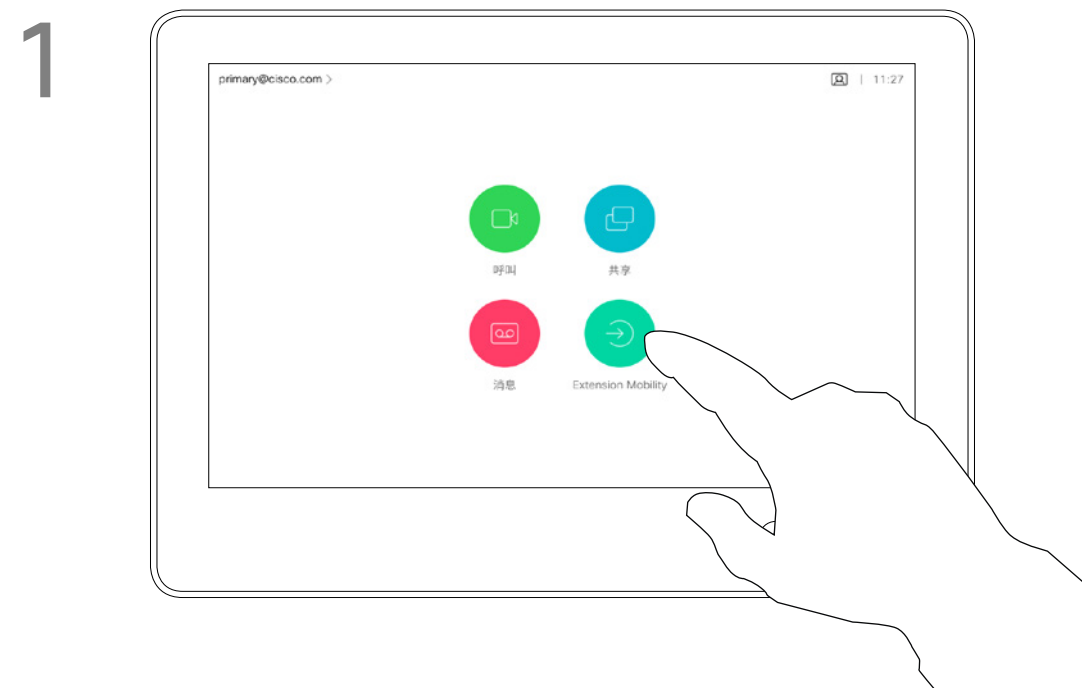 1
primary@cisco.com >
11:27
呼叫
共享
消息
Extension Mobility